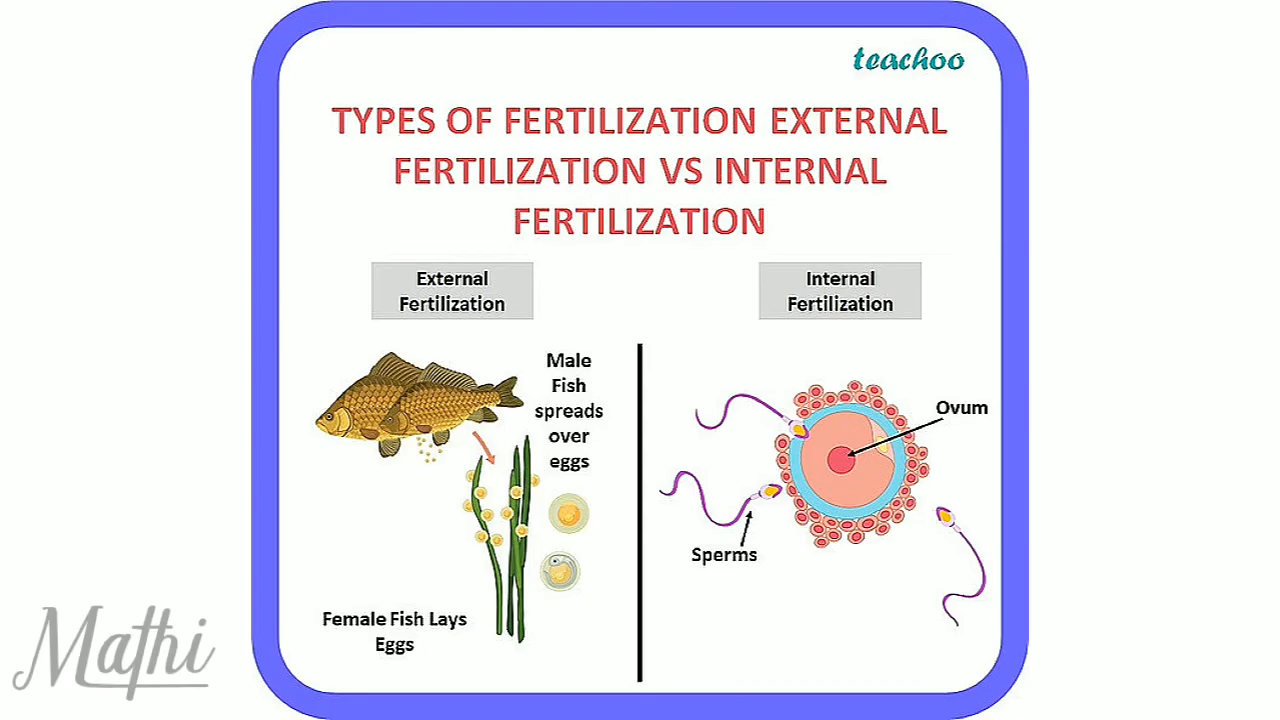 teachoo
TYPES OF FERTILIZATION EXTERNAL
FERTILIZATION VS INTERNAL
FERTILIZATION
External
Fertilization
Male
Fish
spreads
over
eggs
Female Fish Lays
Eggs
Internal
Fertilization
Ovum
Sperms
Mathi